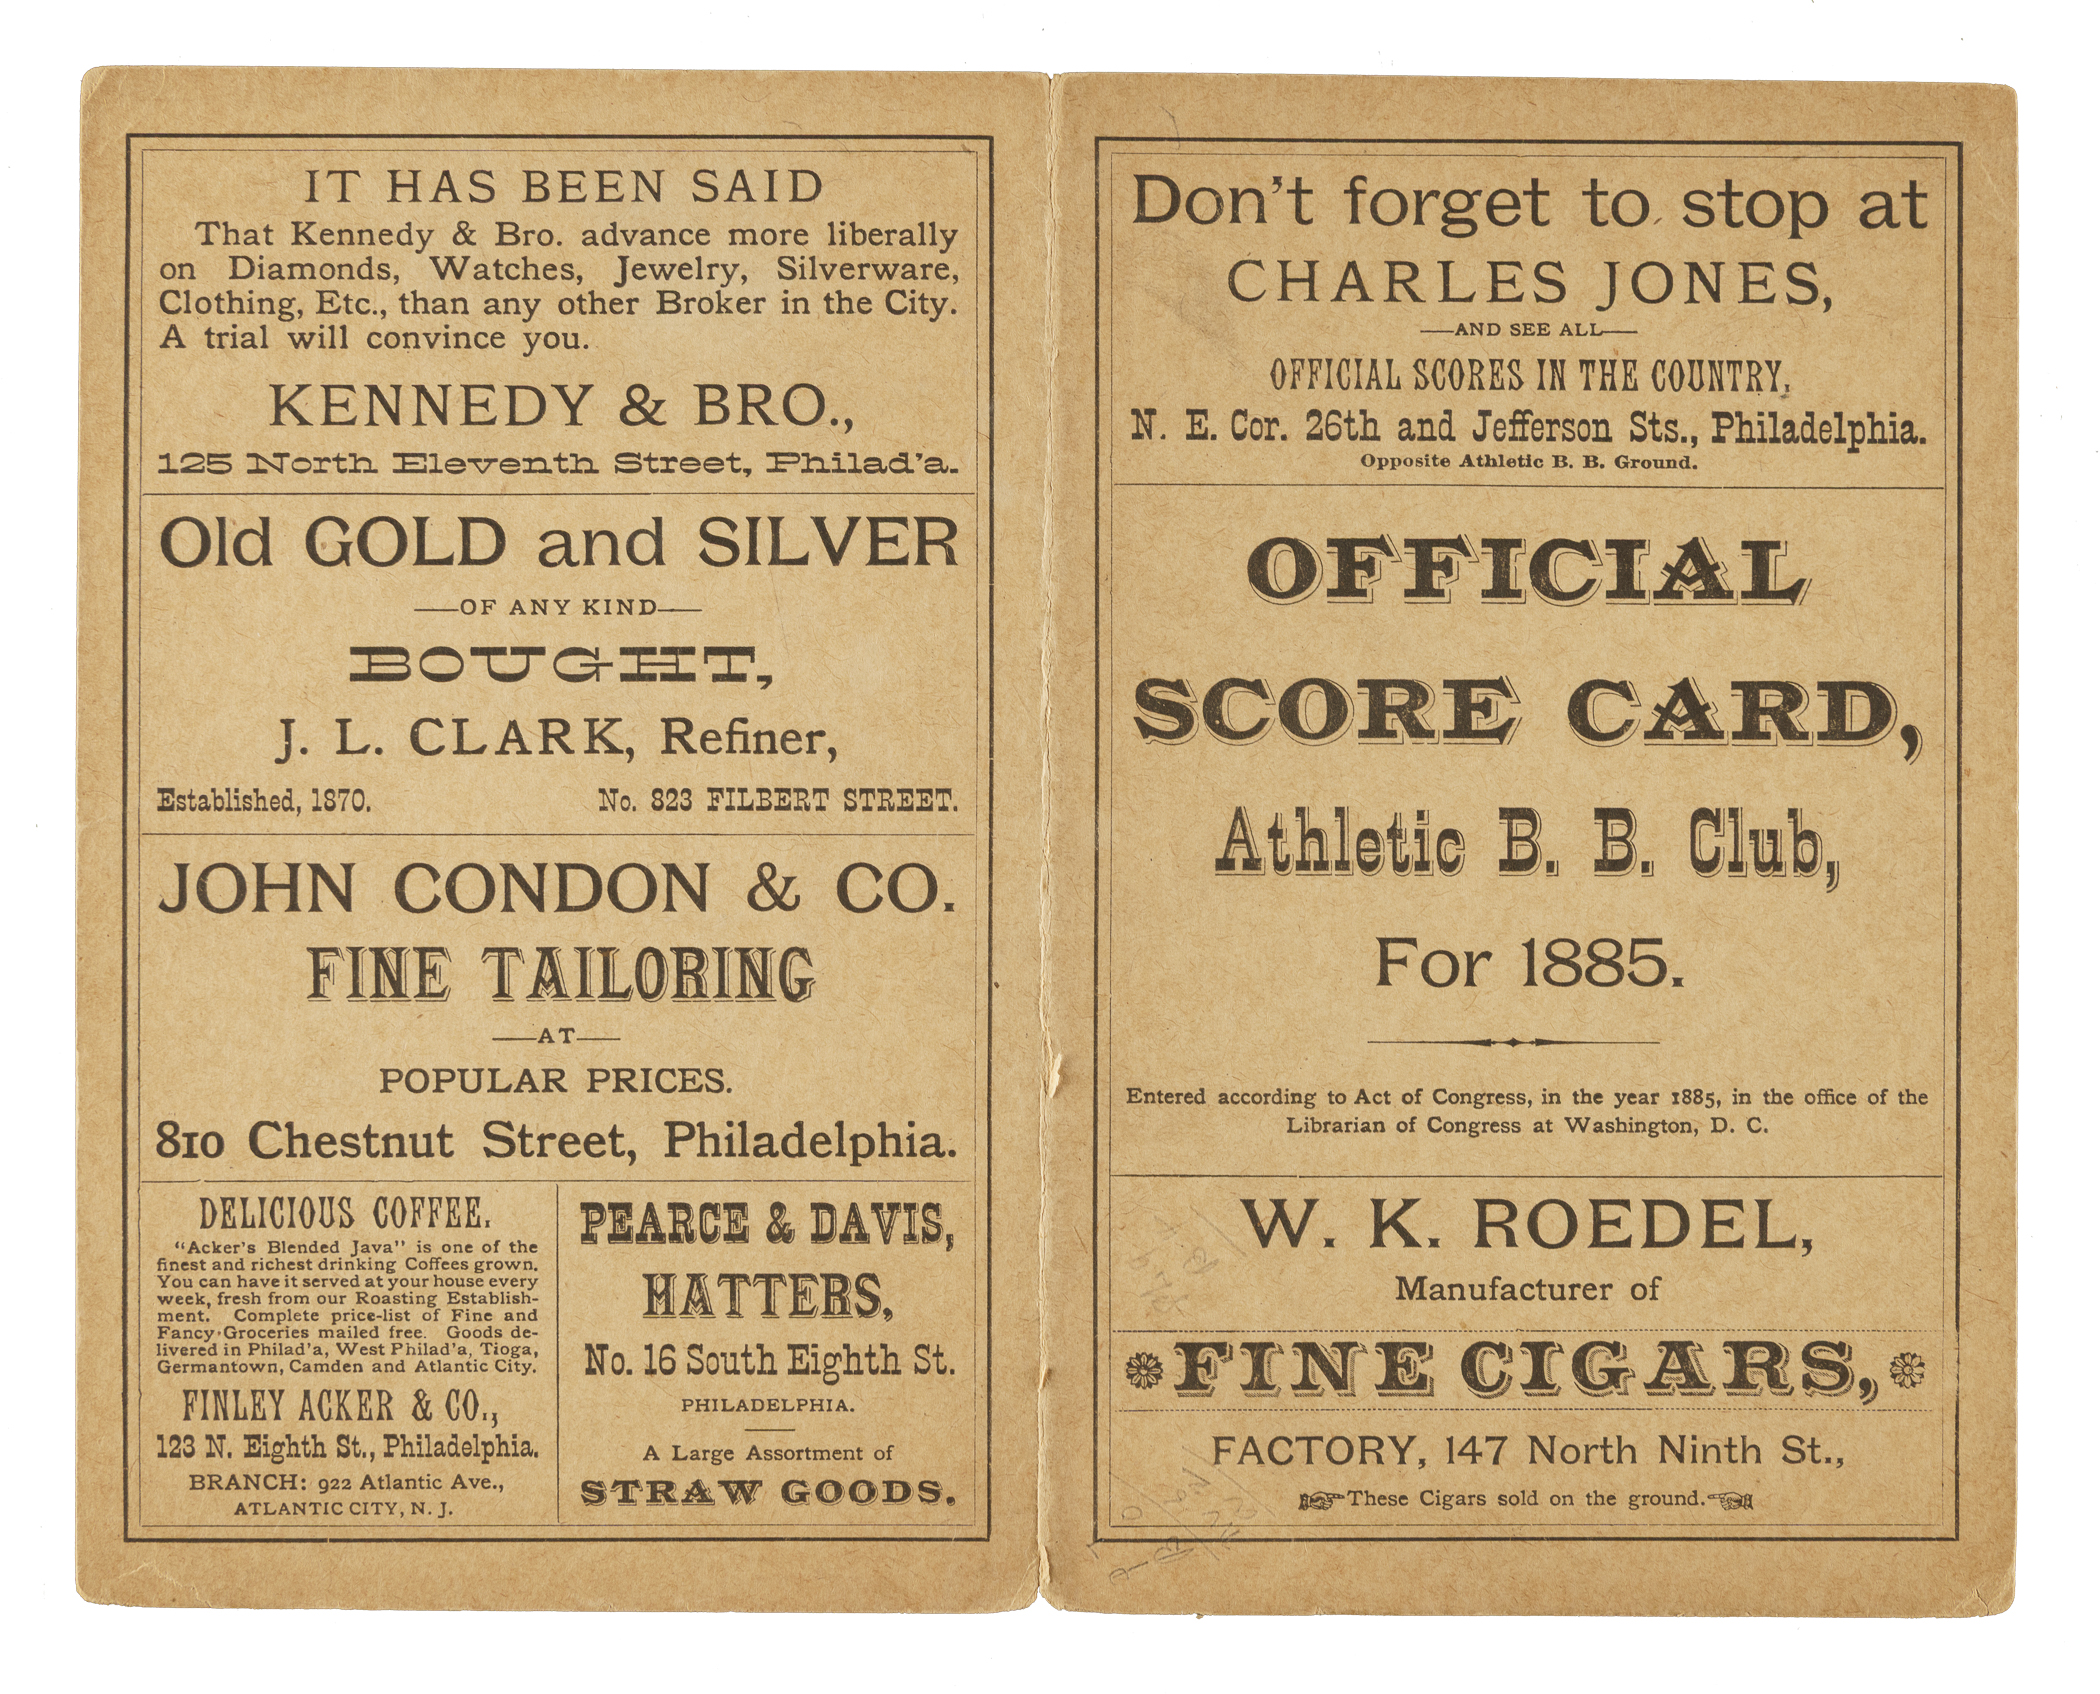 IT HAS BEEN SAID
That Kennedy & Bro. advance more liberally
on Diamonds, Watches, Jewelry, Silverware,
Clothing, Etc., than any other Broker in the City.
A trial will convince you.
KENNEDY & BRO.,
125 North Eleventh Street, Philad'a.
Old GOLD and SILVER
—OF ANY KIND—
BOUGHT,
J. L. CLARK, Refiner,
Established, 1870. No. 823 FILBERT STREET.
JOHN CONDON & CO.
FINE TAILORING
—AT—
POPULAR PRICES.
810 Chestnut Street, Philadelphia.
DELICIOUS COFFEE.
"Acker's Blended Java" is one of the
finest and richest drinking Coffees grown.
You can have it served at your house every
week, fresh from our Roasting Establish-
ment. Complete price-list of Fine and
Fancy Groceries mailed free. Goods de-
livered in Philad'a, West Philad'a, Tioga,
Germantown, Camden and Atlantic City.
FINLEY ACKER & CO.,
123 N. Eighth St., Philadelphia.
BRANCH: 922 Atlantic Ave.,
ATLANTIC CITY, N. J.
PEARCE & DAVIS,
HATTERS,
No. 16 South Eighth St.
PHILADELPHIA.
A Large Assortment of
STRAW GOODS.
Don't forget to stop at
CHARLES JONES,
—AND SEE ALL—
OFFICIAL SCORES IN THE COUNTRY,
N. E. Cor. 26th and Jefferson Sts., Philadelphia.
Opposite Athletic B. B. Ground.
OFFICIAL
SCORE CARD,
Athletic B. B. Club,
For 1885.
Entered according to Act of Congress, in the year 1885, in the office of the
Librarian of Congress at Washington, D. C.
W. K. ROEDEL,
Manufacturer of
FINE CIGARS,
FACTORY, 147 North Ninth St.,
These Cigars sold on the ground.